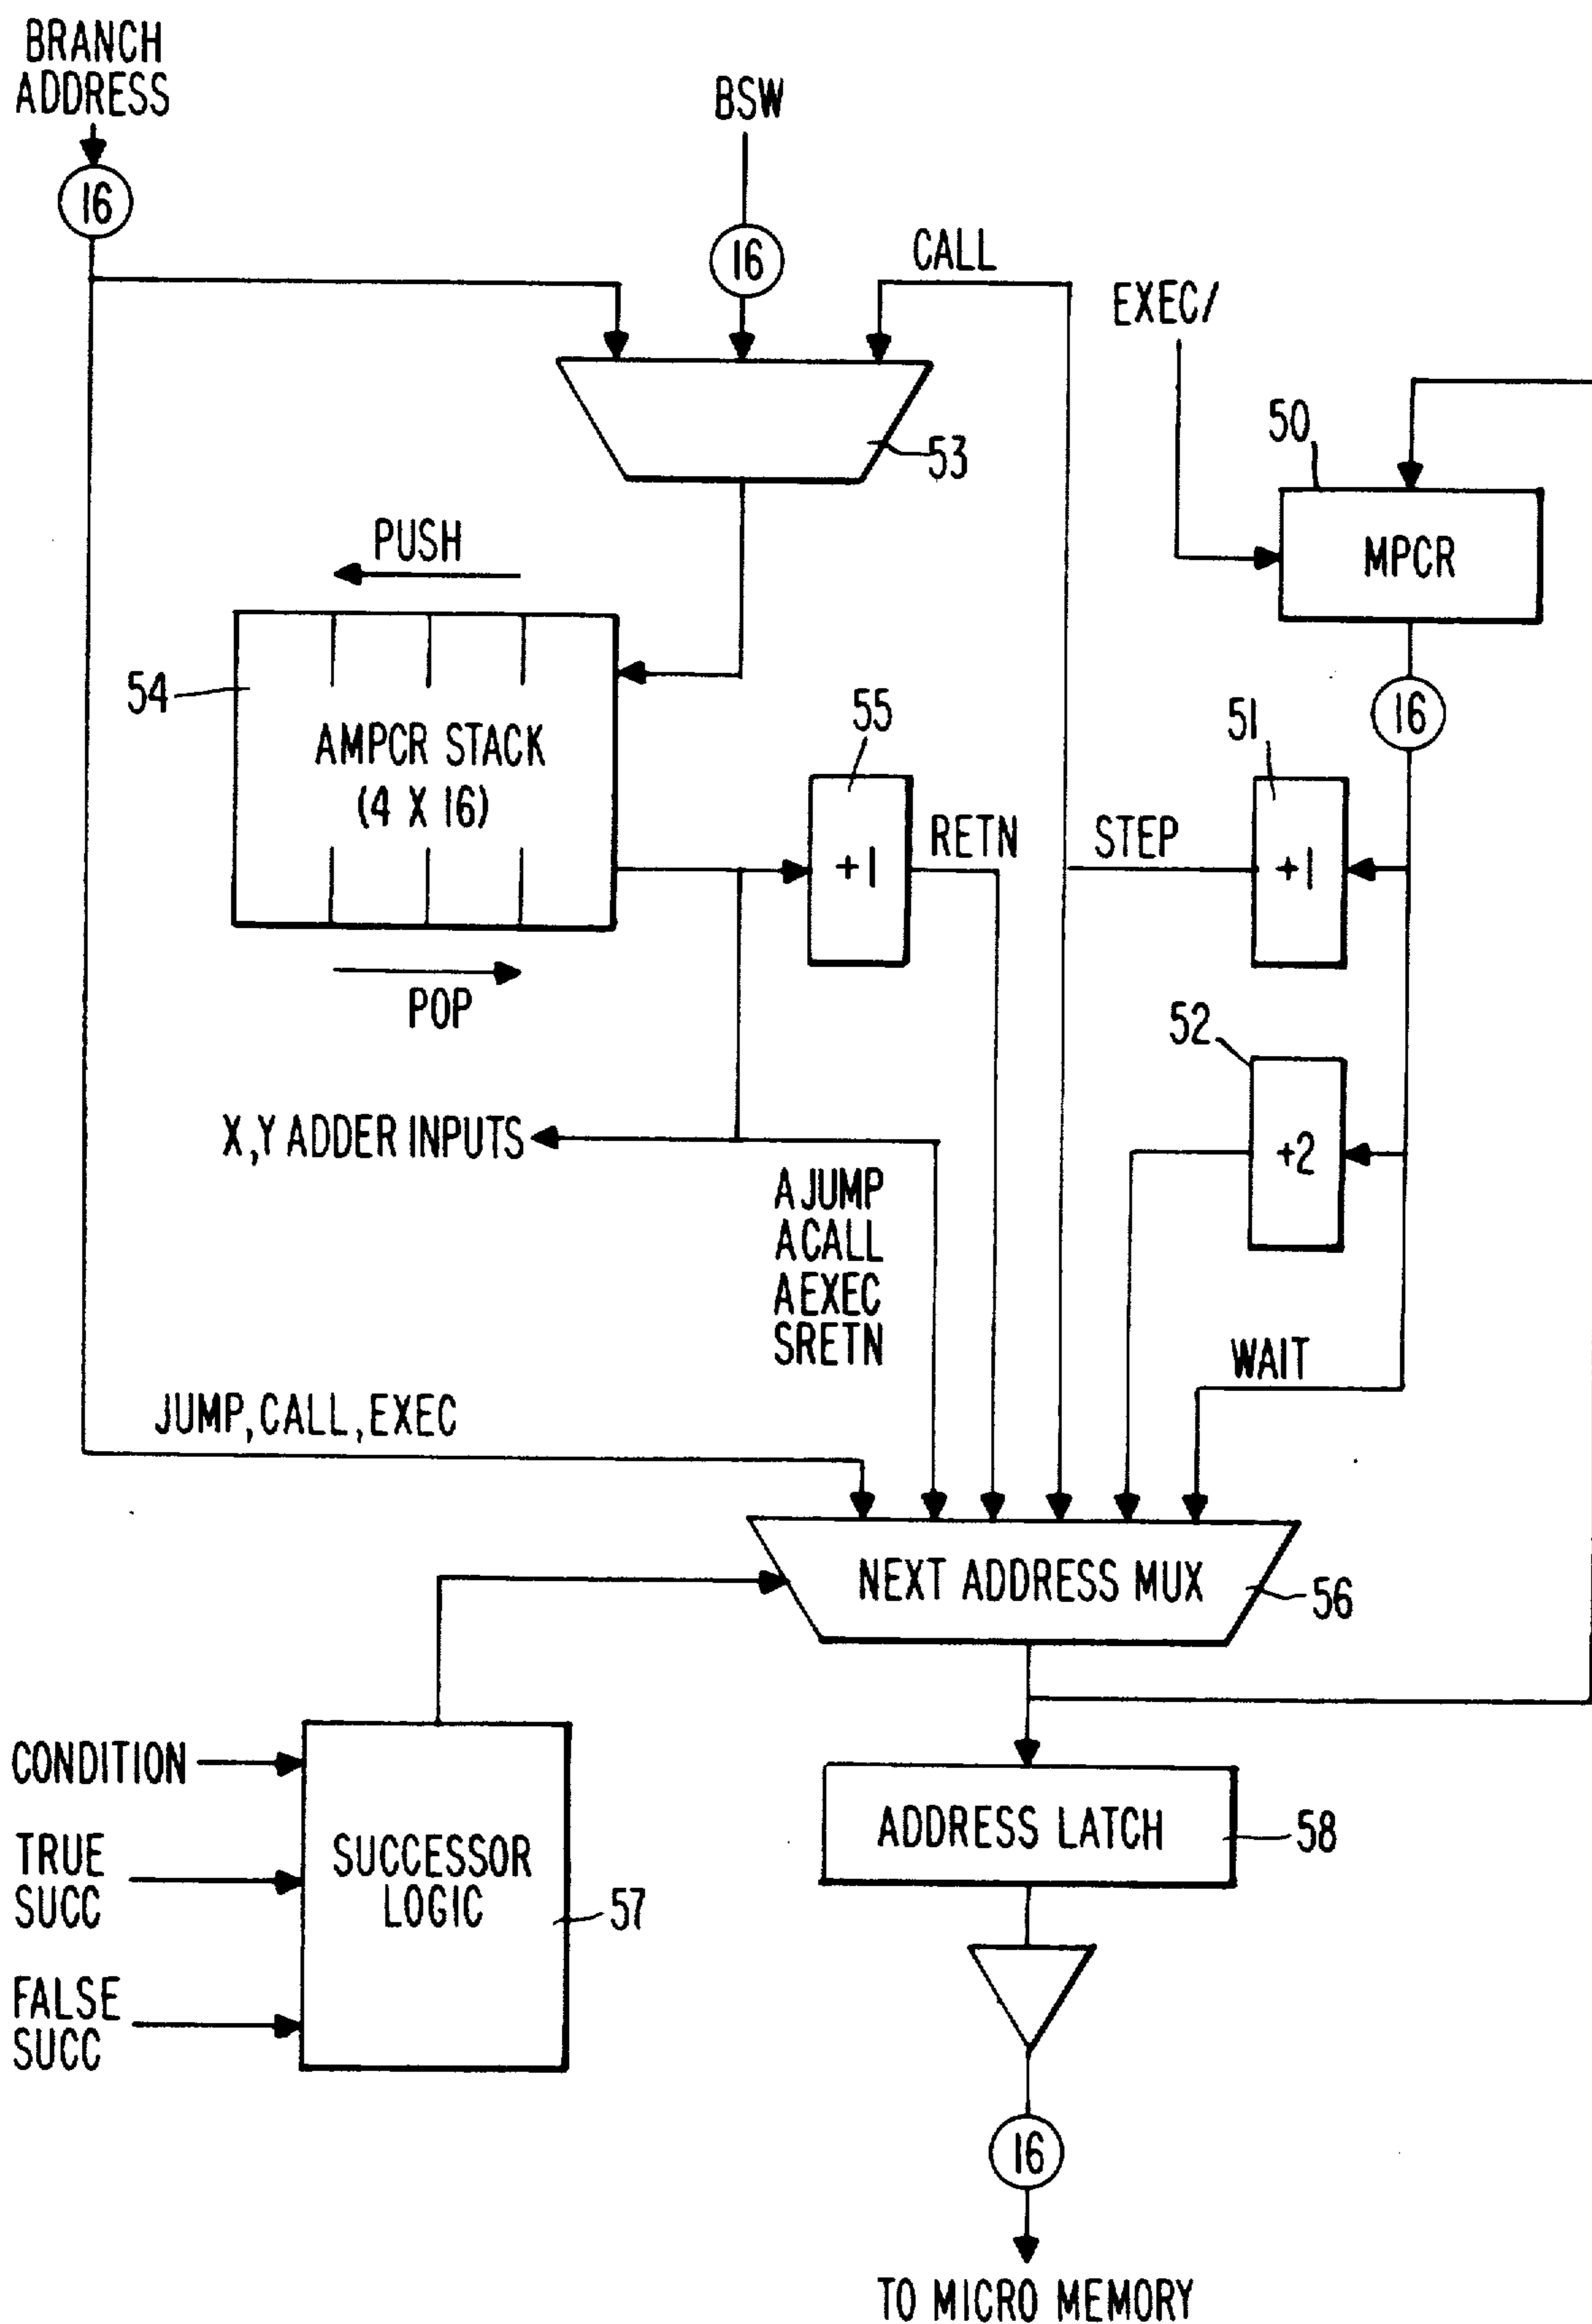 BRANCH
ADDRESS
16
BSW
16
CALL
EXEC/
53
50
MPCR
16
PUSH
54
AMPCR STACK
(4 X 16)
POP
55
+1
RETN
STEP
51
+1
52
+2
X,Y ADDER INPUTS
AJUMP
ACALL
AEXEC
SRETN
WAIT
JUMP, CALL, EXEC
NEXT ADDRESS MUX
56
CONDITION
TRUE
SUCC
FALSE
SUCC
SUCCESSOR
LOGIC
57
ADDRESS LATCH
58
16
TO MICRO MEMORY